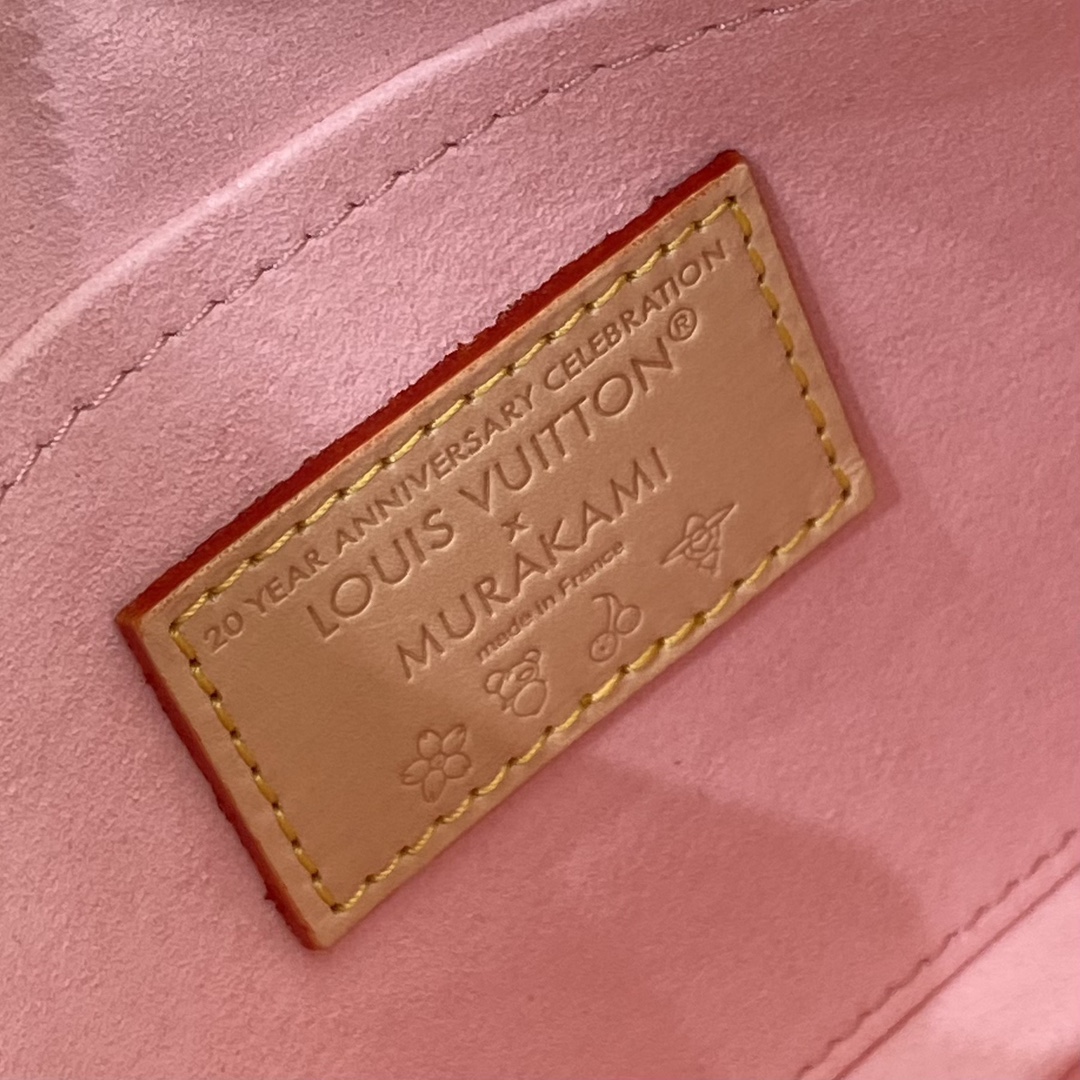 20 YEAR ANNIVERSARY CELEBRATION
LOUIS VUITTON®
×
MURAKAMI
made in France